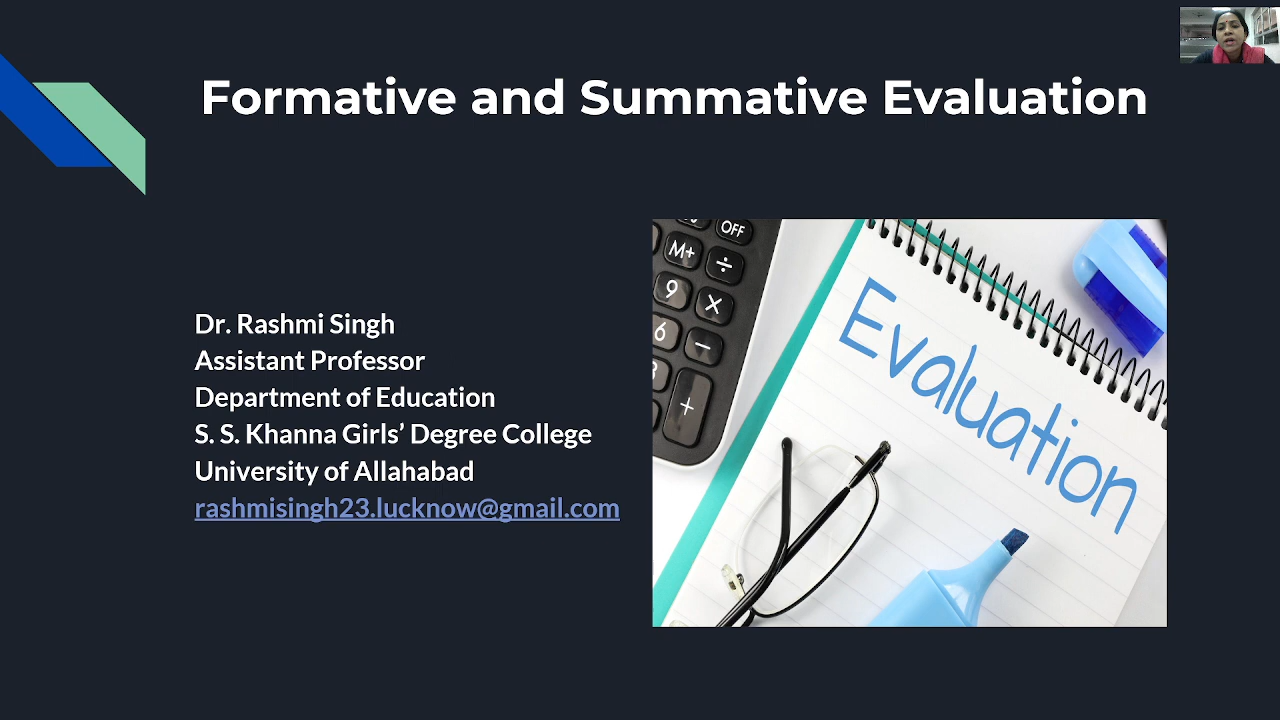 Formative and Summative Evaluation
Dr. Rashmi Singh
Assistant Professor
Department of Education
S. S. Khanna Girls’ Degree College
University of Allahabad
rashmisingh23.lucknow@gmail.com
OFF
M+ ÷
9 X
6 −
+
Evaluation